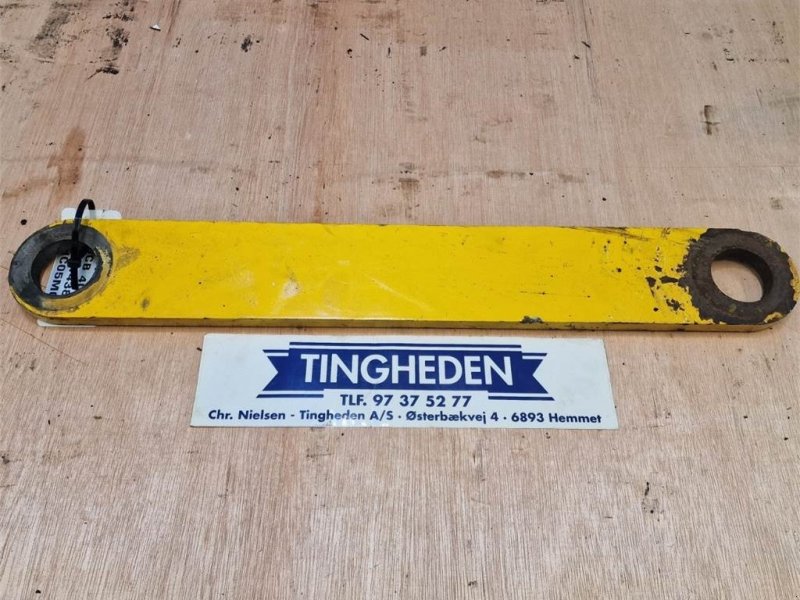 TINGHEDEN
TLF. 97 37 52 77
Chr. Nielsen - Tingheden A/S · Østerbækvej 4 · 6893 Hemmet